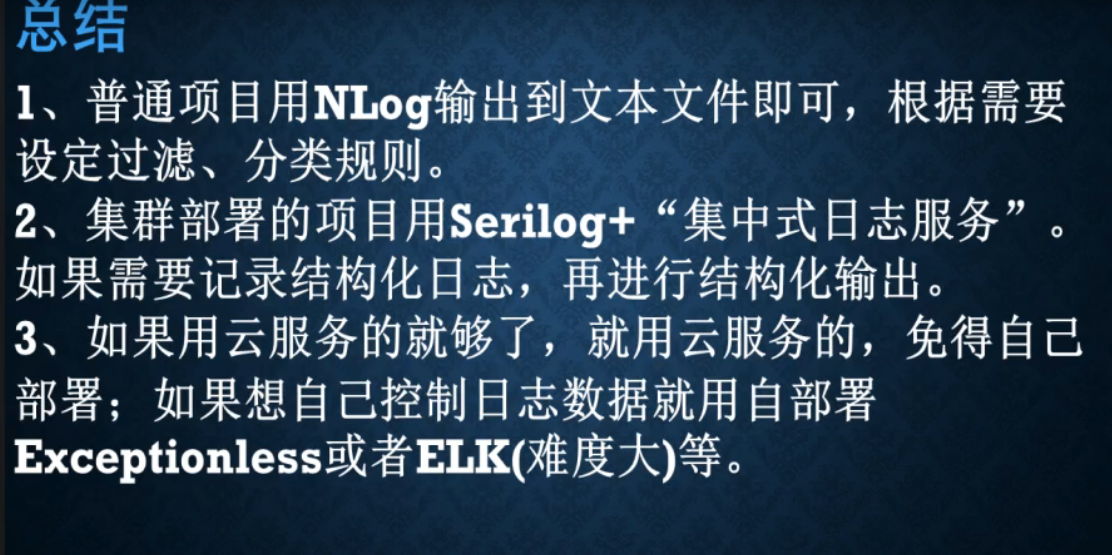 总结
1、普通项目用NLog输出到文本文件即可，根据需要
设定过滤、分类规则。
2、集群部署的项目用Serilog+“集中式日志服务”。
如果需要记录结构化日志，再进行结构化输出。
3、如果用云服务的就够了，就用云服务的，免得自己
部署；如果想自己控制日志数据就用自部署
Exceptionless或者ELK(难度大)等。